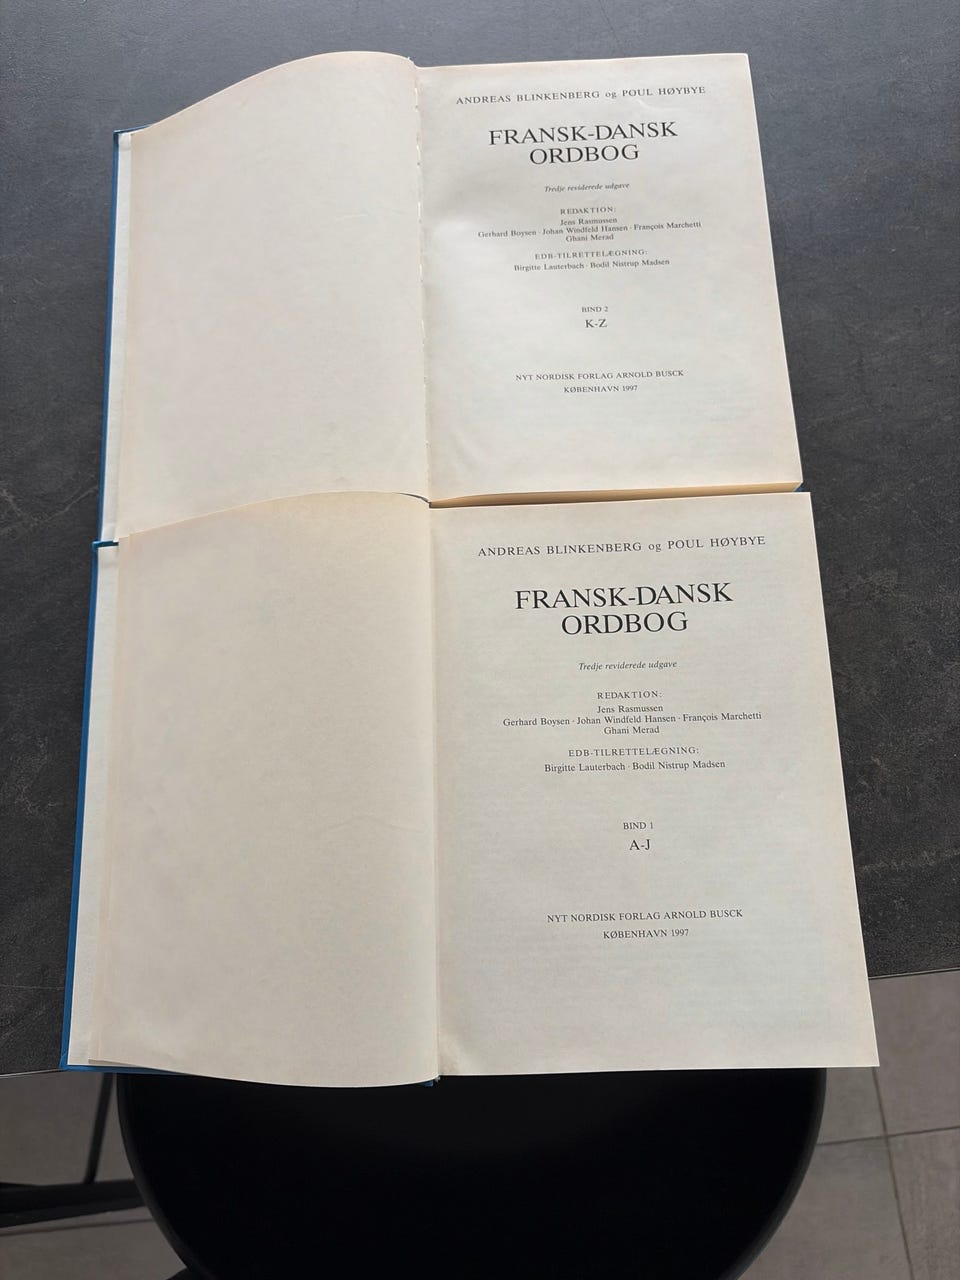 ANDREAS BLINKENBERG og POUL HØYBYE
FRANSK-DANSK
ORDBOG
Tredje reviderede udgave
REDAKTION:
Jens Rasmussen
Gerhard Boysen · Johan Windfeld Hansen · François Marchetti
Ghani Merad
EDB-TILRETTELÆGNING:
Birgitte Lauterbach · Bodil Nistrup Madsen
BIND 2
K-Z
NYT NORDISK FORLAG ARNOLD BUSCK
KØBENHAVN 1997
ANDREAS BLINKENBERG og POUL HØYBYE
FRANSK-DANSK
ORDBOG
Tredje reviderede udgave
REDAKTION:
Jens Rasmussen
Gerhard Boysen · Johan Windfeld Hansen · François Marchetti
Ghani Merad
EDB-TILRETTELÆGNING:
Birgitte Lauterbach · Bodil Nistrup Madsen
BIND 1
A-J
NYT NORDISK FORLAG ARNOLD BUSCK
KØBENHAVN 1997